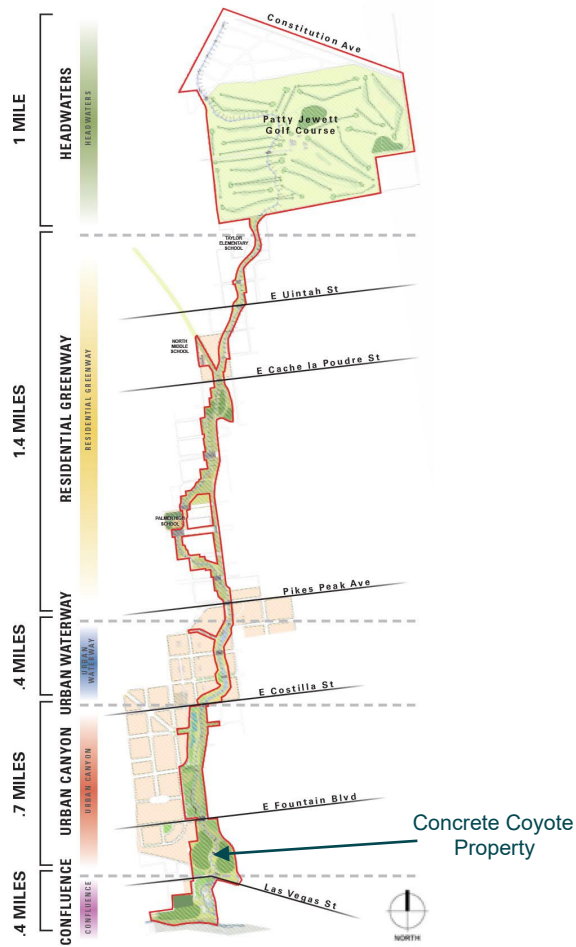 Constitution Ave
1 MILE
HEADWATERS
HEADWATERS
Patty Jewett
Golf Course
TAYLOR
ELEMENTARY
SCHOOL
E Uintah St
NORTH
MIDDLE
SCHOOL
E Cache la Poudre St
1.4 MILES
RESIDENTIAL GREENWAY
RESIDENTIAL GREENWAY
PALMER HIGH
SCHOOL
Pikes Peak Ave
.4 MILES
URBAN WATERWAY
URBAN
WATERWAY
E Costilla St
.7 MILES
URBAN CANYON
URBAN CANYON
E Fountain Blvd
Concrete Coyote
Property
.4 MILES
CONFLUENCE
CONFLUENCE
Las Vegas St
NORTH